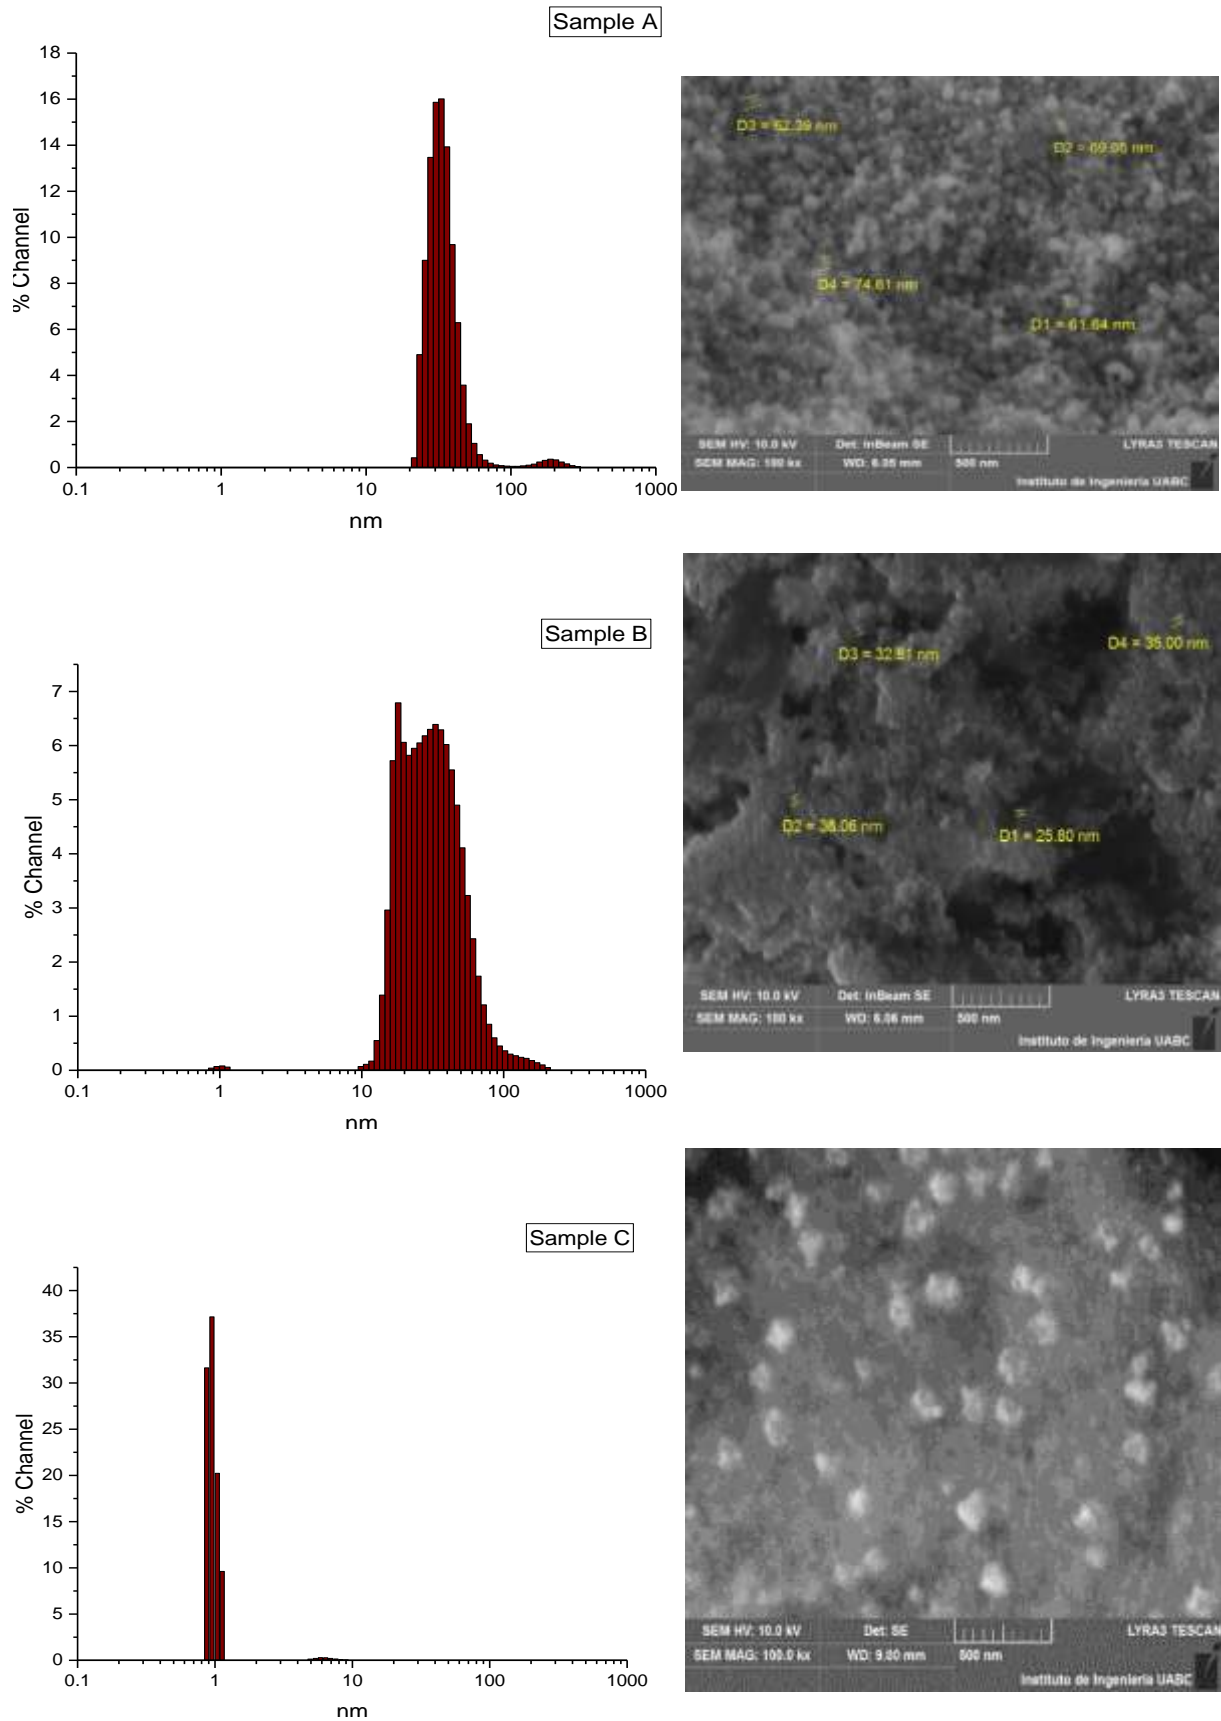 Sample A
18
16
14
12
10
8
6
4
2
0
% Channel
0.1 1 10 100 1000
nm
D3 = 62.39 nm
D2 = 69.06 nm
D4 = 74.61 nm
D1 = 61.64 nm
SEM HV: 10.0 kV Det: InBeam SE LYRA3 TESCAN
SEM MAG: 100 kx WD: 6.05 mm 500 nm
Instituto de Ingeniería UABC
Sample B
7
6
5
4
3
2
1
0
% Channel
0.1 1 10 100 1000
nm
D3 = 32.81 nm
D4 = 35.00 nm
D2 = 36.06 nm
D1 = 25.80 nm
SEM HV: 10.0 kV Det: InBeam SE LYRA3 TESCAN
SEM MAG: 100 kx WD: 6.06 mm 500 nm
Instituto de Ingeniería UABC
Sample C
40
35
30
25
20
15
10
5
0
% Channel
0.1 1 10 100 1000
nm
SEM HV: 10.0 kV Det: SE LYRA3 TESCAN
SEM MAG: 100.0 kx WD: 9.80 mm 500 nm
Instituto de Ingeniería UABC